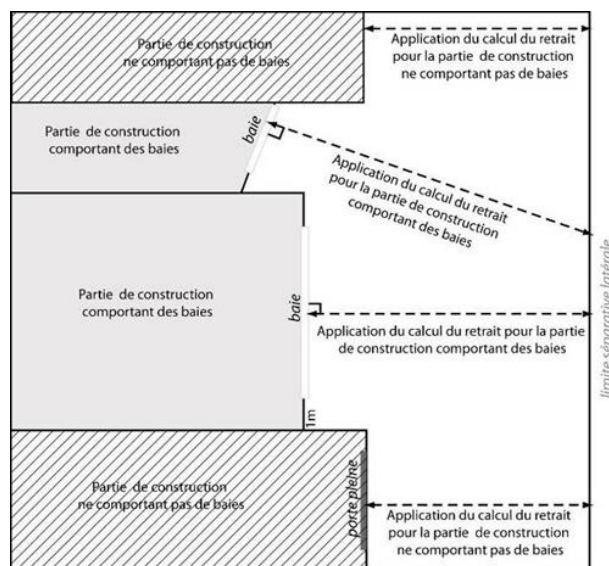 Partie de construction
ne comportant pas de baies
Application du calcul du retrait
pour la partie de construction
ne comportant pas de baies
Partie de construction
comportant des baies
baie
Application du calcul du retrait
pour la partie de construction
comportant des baies
Partie de construction
comportant des baies
baie
Application du calcul du retrait pour la partie
de construction comportant des baies
limite séparative latérale
1m
Partie de construction
ne comportant pas de baies
porte pleine
Application du calcul du retrait
pour la partie de construction
ne comportant pas de baies